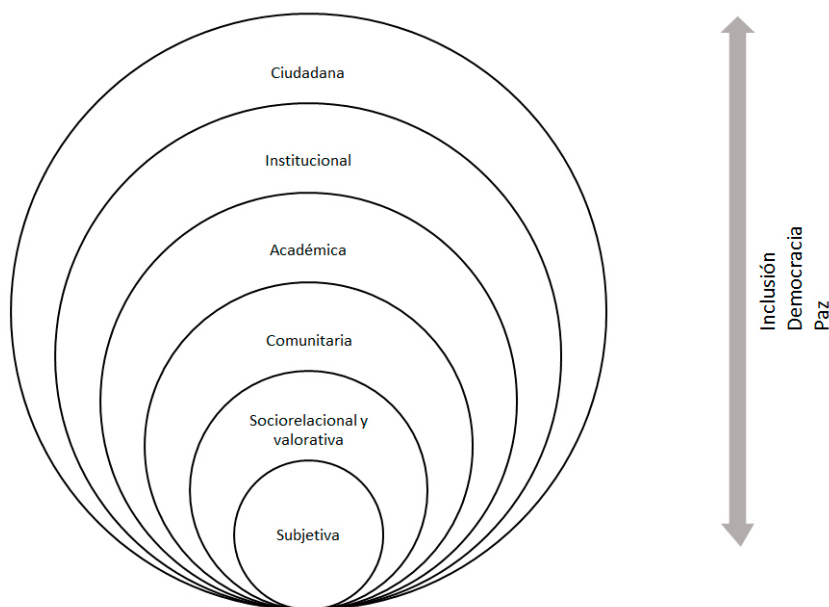 Ciudadana
Institucional
Académica
Comunitaria
Sociorelacional y
valorativa
Subjetiva
Inclusión
Democracia
Paz